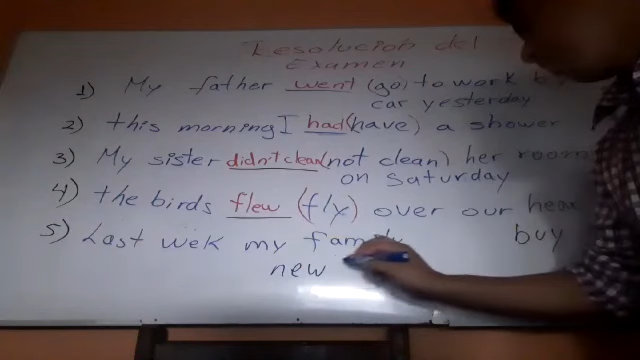 Resolucion del
Examen
1) My father went (go) to work by
car yesterday
2) this morning I had (have) a shower
3) My sister didn't clean (not clean) her room
on Saturday
4) the birds flew (fly) over our hea
5) Last wek my family buy
new